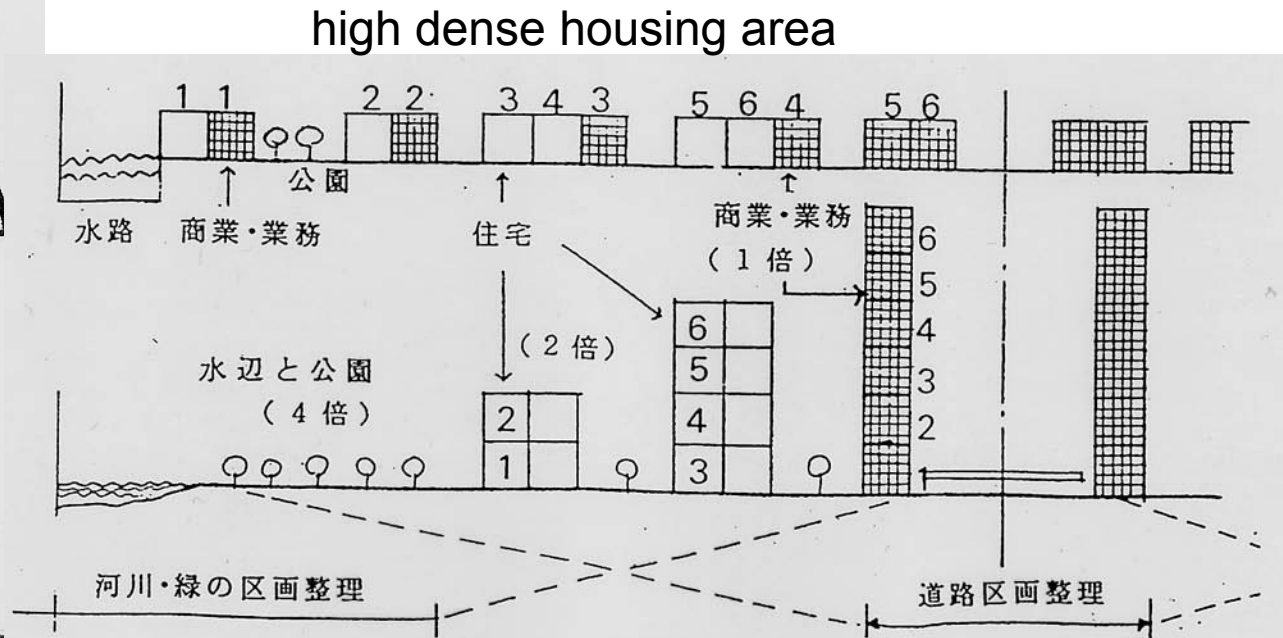 high dense housing area
1 1 2 2 3 4 3 5 6 4 5 6
公園
水路 商業・業務 住宅 商業・業務
(1倍)
6
5
4
3
2
1
(2倍)
水辺と公園
(4倍)
2
1
6
5
4
3
河川・緑の区画整理 道路区画整理